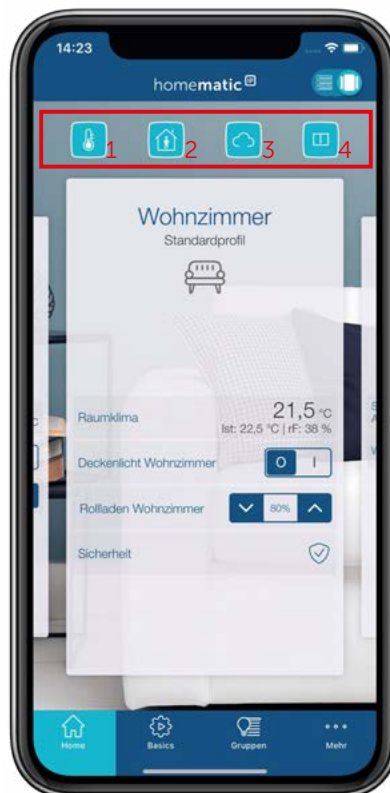 14:23
homematic IP
1 2 3 4
Wohnzimmer
Standardprofil
Raumklima 21,5 °C
Ist: 22,5 °C | rF: 38 %
Deckenlicht Wohnzimmer O I
Rollladen Wohnzimmer 80%
Sicherheit
Home Basics Gruppen Mehr